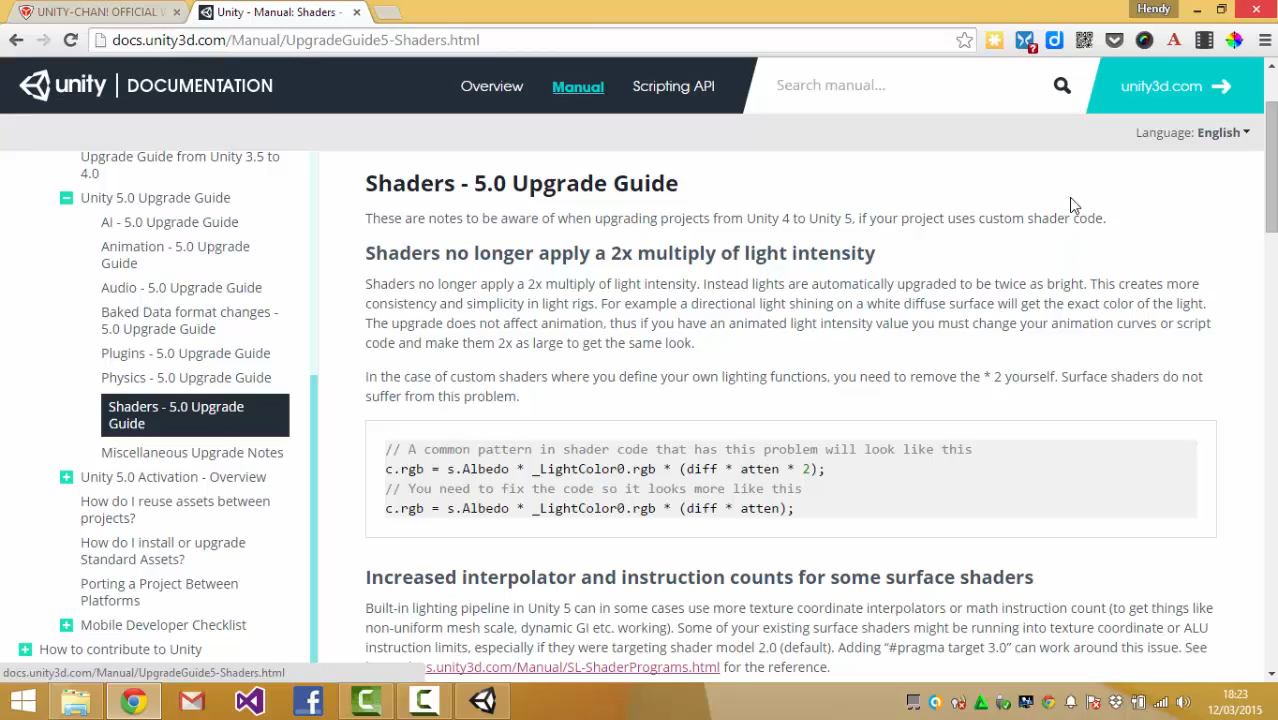 UNITY-CHAN! OFFICIAL
Unity - Manual: Shaders -
Hendy
docs.unity3d.com/Manual/UpgradeGuide5-Shaders.html
unity | DOCUMENTATION
Overview
Manual
Scripting API
Search manual...
unity3d.com
Language: English
Upgrade Guide from Unity 3.5 to
4.0
Unity 5.0 Upgrade Guide
AI - 5.0 Upgrade Guide
Animation - 5.0 Upgrade
Guide
Audio - 5.0 Upgrade Guide
Baked Data format changes -
5.0 Upgrade Guide
Plugins - 5.0 Upgrade Guide
Physics - 5.0 Upgrade Guide
Shaders - 5.0 Upgrade
Guide
Miscellaneous Upgrade Notes
Unity 5.0 Activation - Overview
How do I reuse assets between
projects?
How do I install or upgrade
Standard Assets?
Porting a Project Between
Platforms
Mobile Developer Checklist
How to contribute to Unity
docs.unity3d.com/Manual/UpgradeGuide5-Shaders.html
Shaders - 5.0 Upgrade Guide
These are notes to be aware of when upgrading projects from Unity 4 to Unity 5, if your project uses custom shader code.
Shaders no longer apply a 2x multiply of light intensity
Shaders no longer apply a 2x multiply of light intensity. Instead lights are automatically upgraded to be twice as bright. This creates more
consistency and simplicity in light rigs. For example a directional light shining on a white diffuse surface will get the exact color of the light.
The upgrade does not affect animation, thus if you have an animated light intensity value you must change your animation curves or script
code and make them 2x as large to get the same look.
In the case of custom shaders where you define your own lighting functions, you need to remove the * 2 yourself. Surface shaders do not
suffer from this problem.
// A common pattern in shader code that has this problem will look like this
c.rgb = s.Albedo * _LightColor0.rgb * (diff * atten * 2);
// You need to fix the code so it looks more like this
c.rgb = s.Albedo * _LightColor0.rgb * (diff * atten);
Increased interpolator and instruction counts for some surface shaders
Built-in lighting pipeline in Unity 5 can in some cases use more texture coordinate interpolators or math instruction count (to get things like
non-uniform mesh scale, dynamic GI etc. working). Some of your existing surface shaders might be running into texture coordinate or ALU
instruction limits, especially if they were targeting shader model 2.0 (default). Adding “#pragma target 3.0” can work around this issue. See
s.unity3d.com/Manual/SL-ShaderPrograms.html for the reference.
18:23
12/03/2015